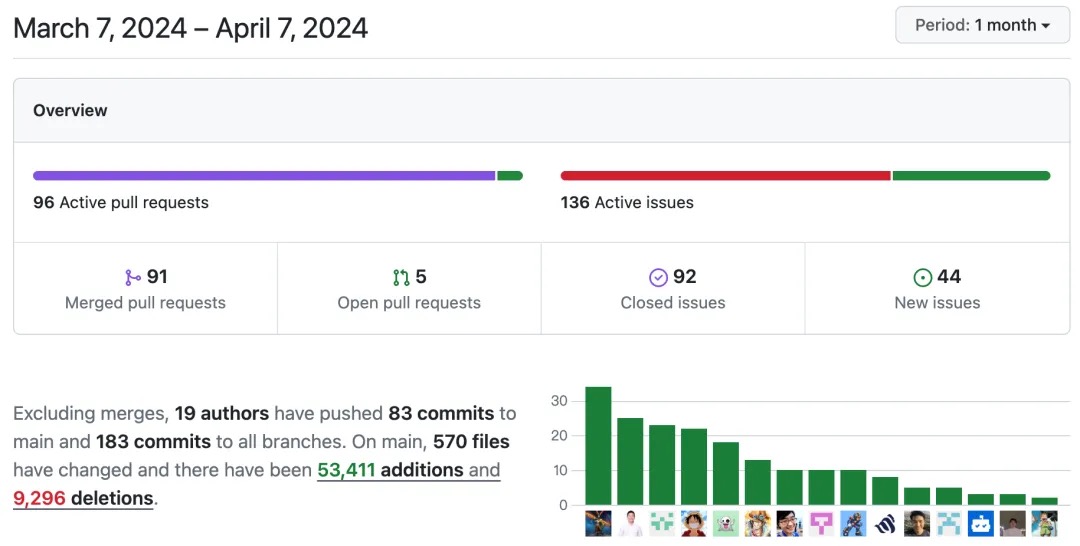 March 7, 2024 – April 7, 2024
Period: 1 month
Overview
96 Active pull requests
136 Active issues
91
Merged pull requests
5
Open pull requests
92
Closed issues
44
New issues
Excluding merges, 19 authors have pushed 83 commits to
main and 183 commits to all branches. On main, 570 files
have changed and there have been 53,411 additions and
9,296 deletions.
30
20
10
0